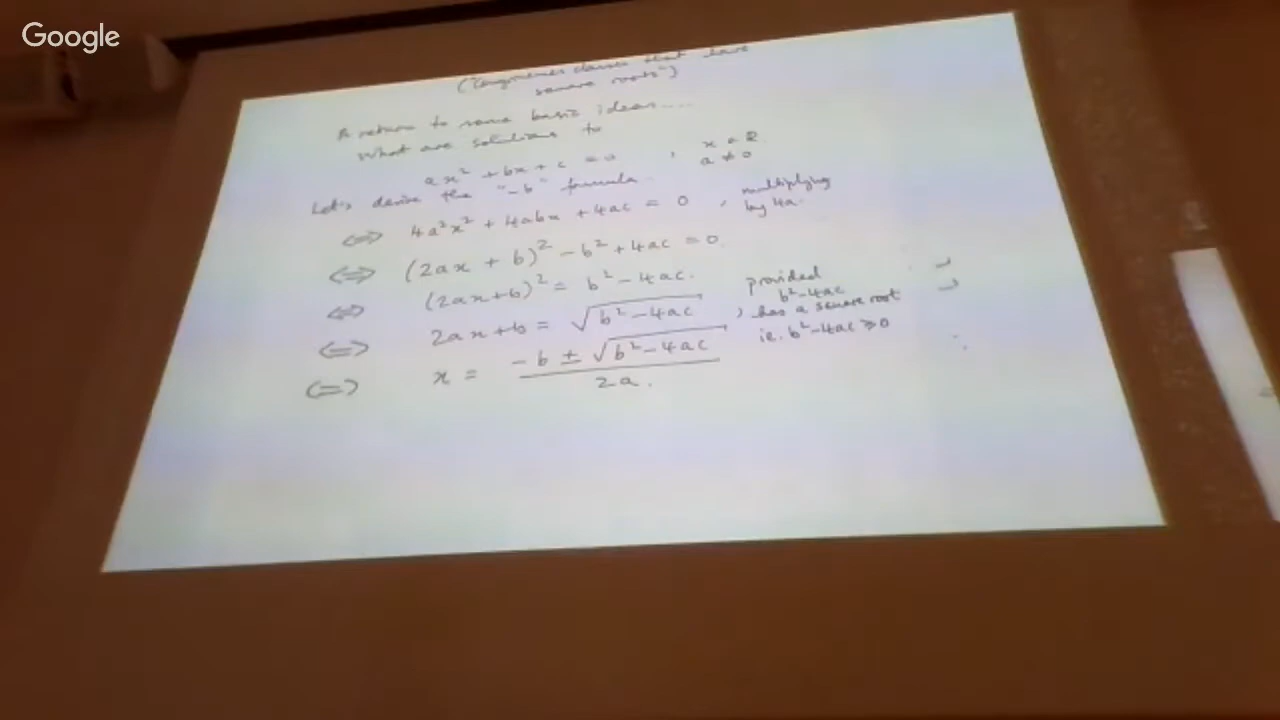 Google
("Congruences classes that have
square roots")
A return to some basic ideas....
What are solutions to
ax² + bx + c = 0 , x ∈ R
a ≠ 0
Let's derive the "-b" formula.
⇔ 4a²x² + 4abx + 4ac = 0 , multiplying
by 4a.
⇔ (2ax + b)² - b² + 4ac = 0
⇔ (2ax+b)² = b² - 4ac.
⇔ 2ax+b = √b² - 4ac , provided
b²-4ac
has a square root
ie. b²-4ac ≥ 0
⇔ x = -b ± √b² - 4ac
2a.